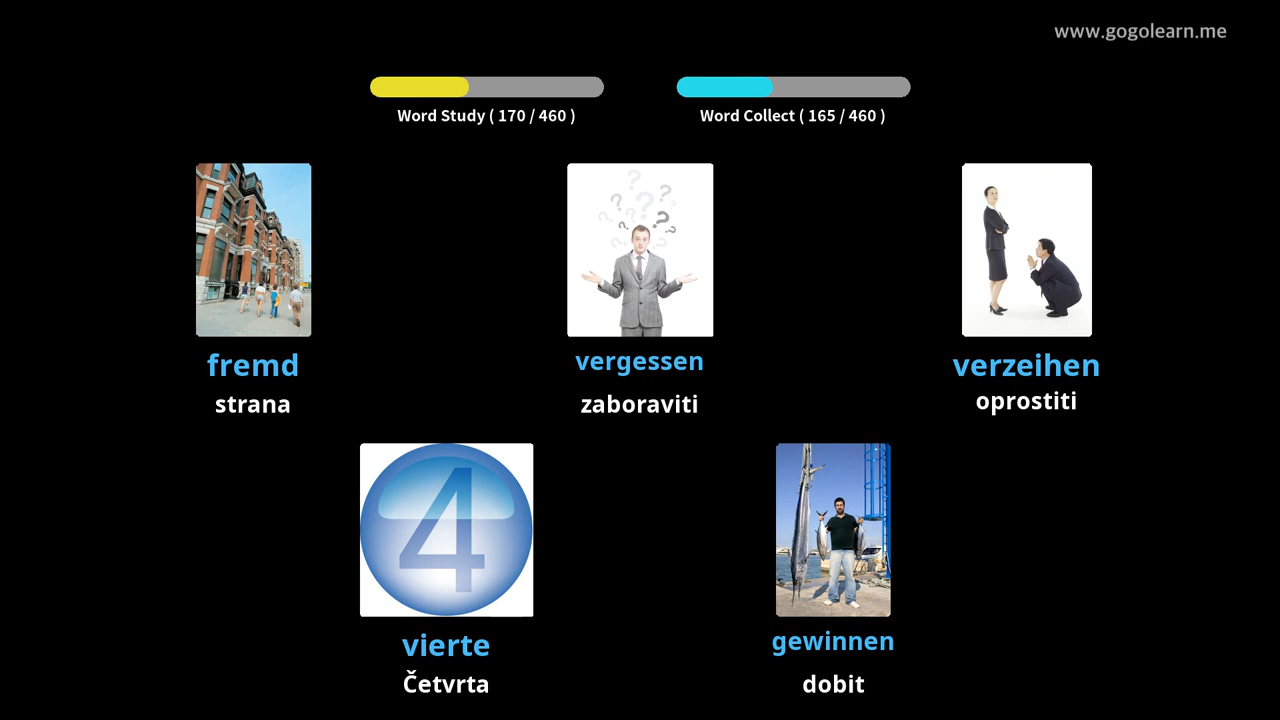 www.gogolearn.me
Word Study ( 170 / 460 )
Word Collect ( 165 / 460 )
fremd
strana
vergessen
zaboraviti
verzeihen
oprostiti
4
vierte
Četvrta
gewinnen
dobit